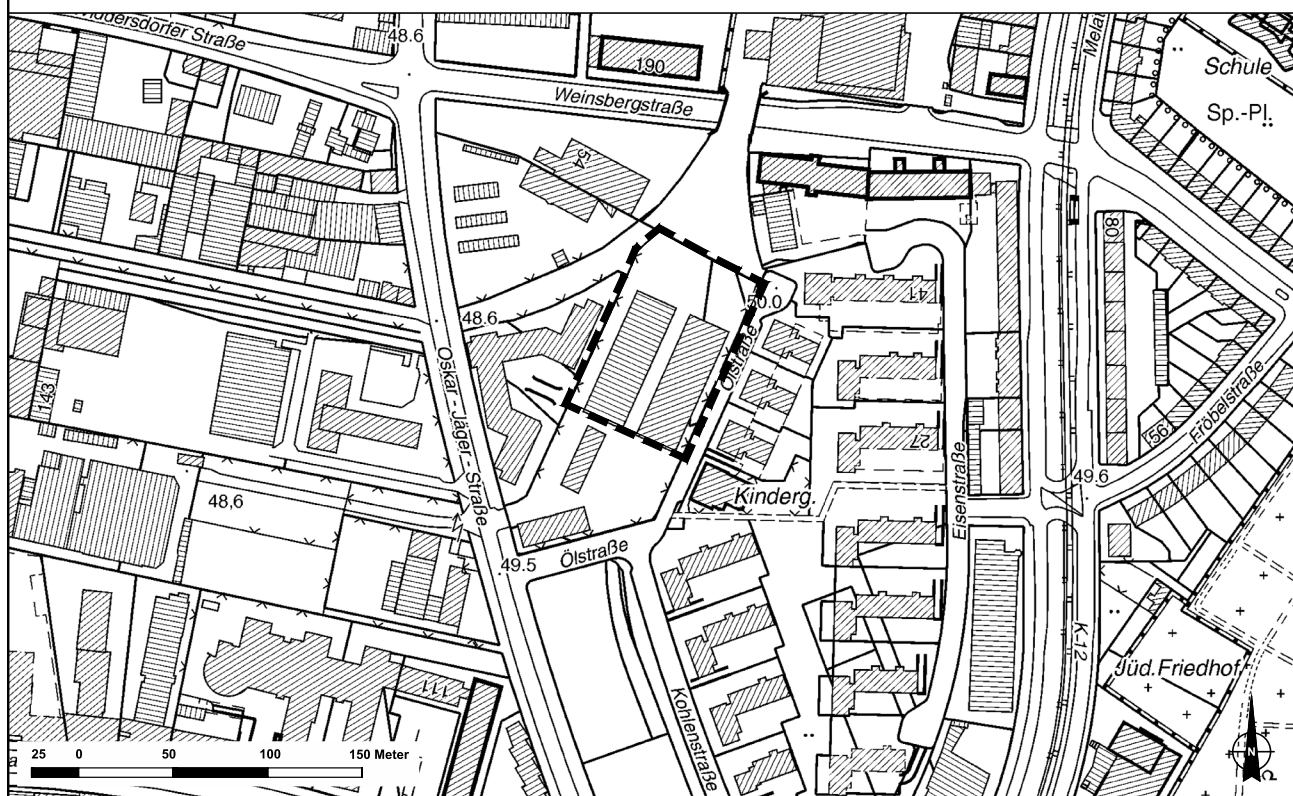 Widdersdorfer Straße
48.6
190
Weinsbergstraße
Schule
Sp.-Pl.
54
80
41
50.0
48.6
Oskar - Jäger - Straße
Ölstraße
143
56
Fröbelstraße
27
49.6
Kinderg.
Eisenstraße
48,6
Ölstraße
49.5
K-12
Jüd. Friedhof
111
Kohlenstraße
25 0 50 100 150 Meter
N